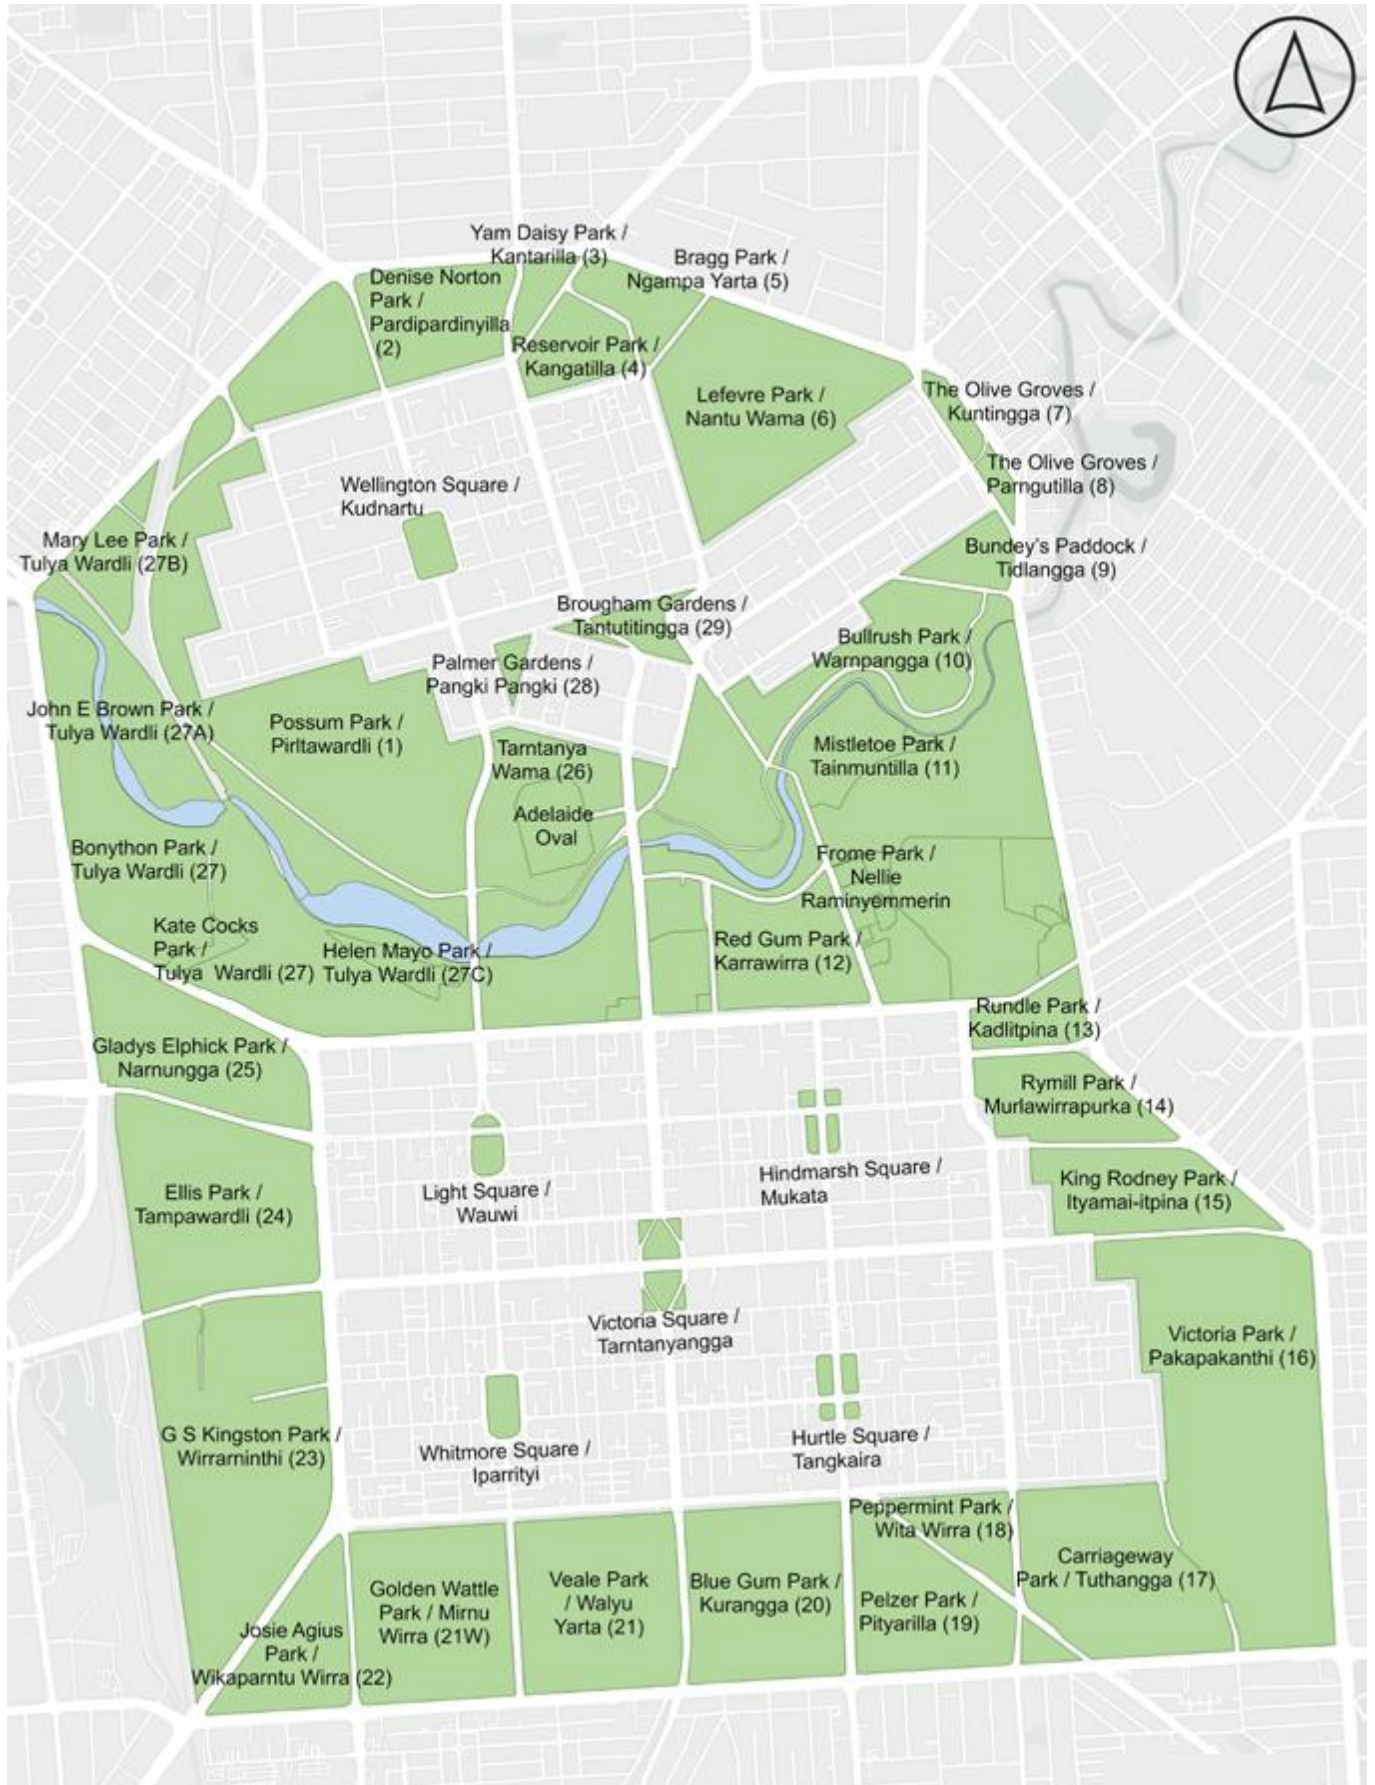 Yam Daisy Park /
Kantarilla (3)
Bragg Park /
Ngampa Yarta (5)
Denise Norton
Park /
Pardipardinyilla
(2)
Reservoir Park /
Kangatilla (4)
Lefevre Park /
Nantu Wama (6)
The Olive Groves /
Kuntingga (7)
The Olive Groves /
Parngutilla (8)
Wellington Square /
Kudnartu
Mary Lee Park /
Tulya Wardli (27B)
Bundey's Paddock /
Tidlangga (9)
Brougham Gardens /
Tantutitingga (29)
Bullrush Park /
Warnpangga (10)
Palmer Gardens /
Pangki Pangki (28)
John E Brown Park /
Tulya Wardli (27A)
Possum Park /
Pirltawardli (1)
Tarntanya
Wama (26)
Mistletoe Park /
Tainmuntilla (11)
Adelaide
Oval
Bonython Park /
Tulya Wardli (27)
Frome Park /
Nellie
Raminyemmerin
Kate Cocks
Park /
Tulya Wardli (27)
Helen Mayo Park /
Tulya Wardli (27C)
Red Gum Park /
Karrawirra (12)
Rundle Park /
Kadlitpina (13)
Gladys Elphick Park /
Narnungga (25)
Rymill Park /
Murlawirrapurka (14)
Ellis Park /
Tampawardli (24)
Light Square /
Wauwi
Hindmarsh Square /
Mukata
King Rodney Park /
Ityamai-itpina (15)
Victoria Square /
Tarntanyangga
Victoria Park /
Pakapakanthi (16)
G S Kingston Park /
Wirrarninthi (23)
Whitmore Square /
Iparrityi
Hurtle Square /
Tangkaira
Peppermint Park /
Wita Wirra (18)
Carriageway
Park / Tuthangga (17)
Golden Wattle
Park / Mirnu
Wirra (21W)
Veale Park
/ Walyu
Yarta (21)
Blue Gum Park /
Kurangga (20)
Pelzer Park /
Pityarilla (19)
Josie Agius
Park /
Wikaparntu Wirra (22)